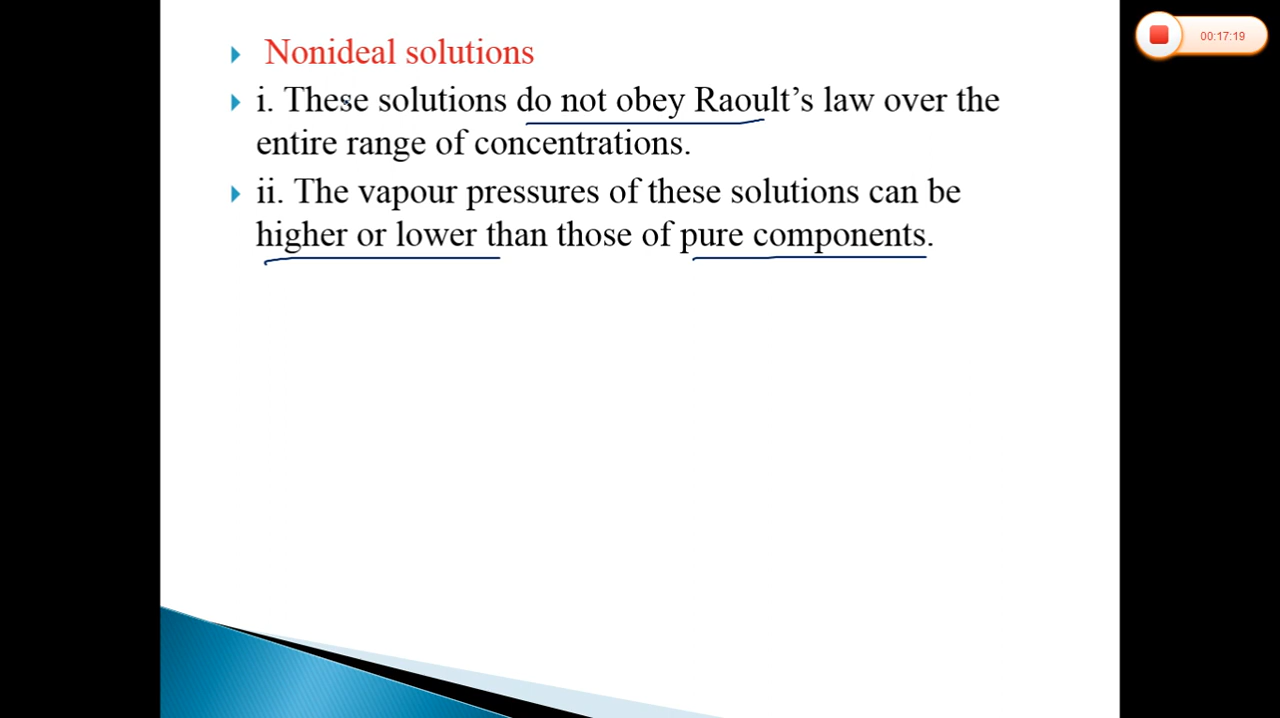 Nonideal solutions
i. These solutions do not obey Raoult’s law over the
entire range of concentrations.
ii. The vapour pressures of these solutions can be
higher or lower than those of pure components.
00:17:19